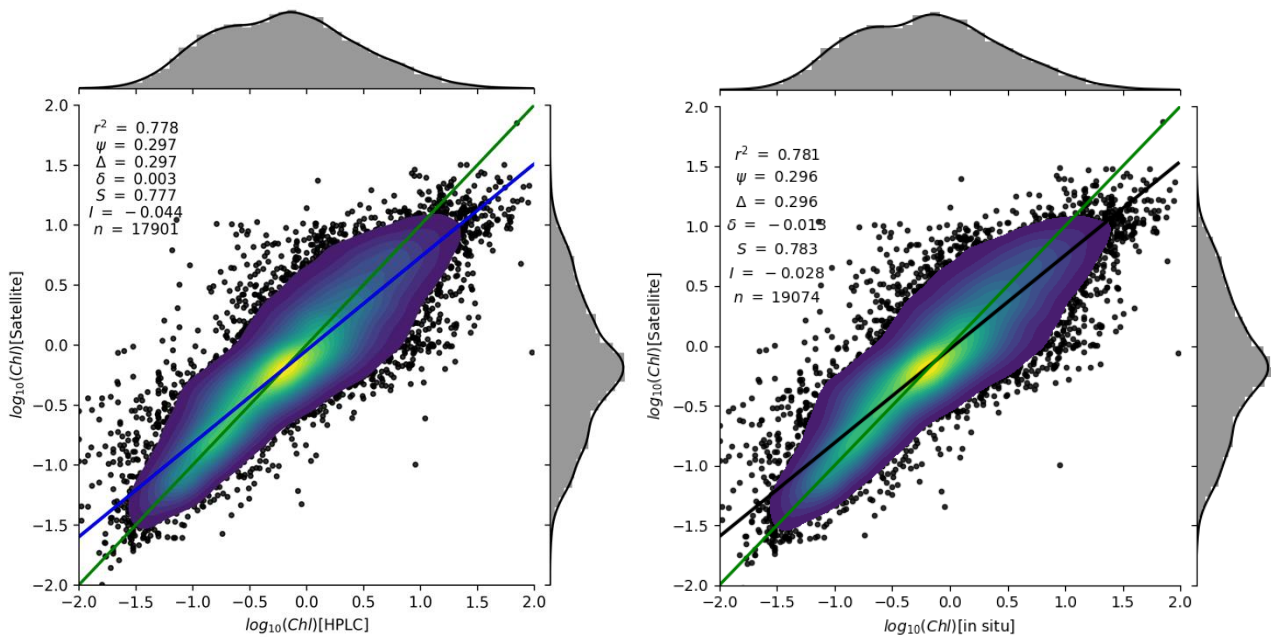 2.0
1.5
1.0
0.5
0.0
−0.5
−1.0
−1.5
−2.0
log₁₀(Chl)[Satellite]
r² = 0.778
ψ = 0.297
Δ = 0.297
δ = 0.003
S = 0.777
I = −0.044
n = 17901
−2.0 −1.5 −1.0 −0.5 0.0 0.5 1.0 1.5 2.0
log₁₀(Chl)[HPLC]
2.0
1.5
1.0
0.5
0.0
−0.5
−1.0
−1.5
−2.0
log₁₀(Chl)[Satellite]
r² = 0.781
ψ = 0.296
Δ = 0.296
δ = −0.013
S = 0.783
I = −0.028
n = 19074
−2.0 −1.5 −1.0 −0.5 0.0 0.5 1.0 1.5 2.0
log₁₀(Chl)[in situ]